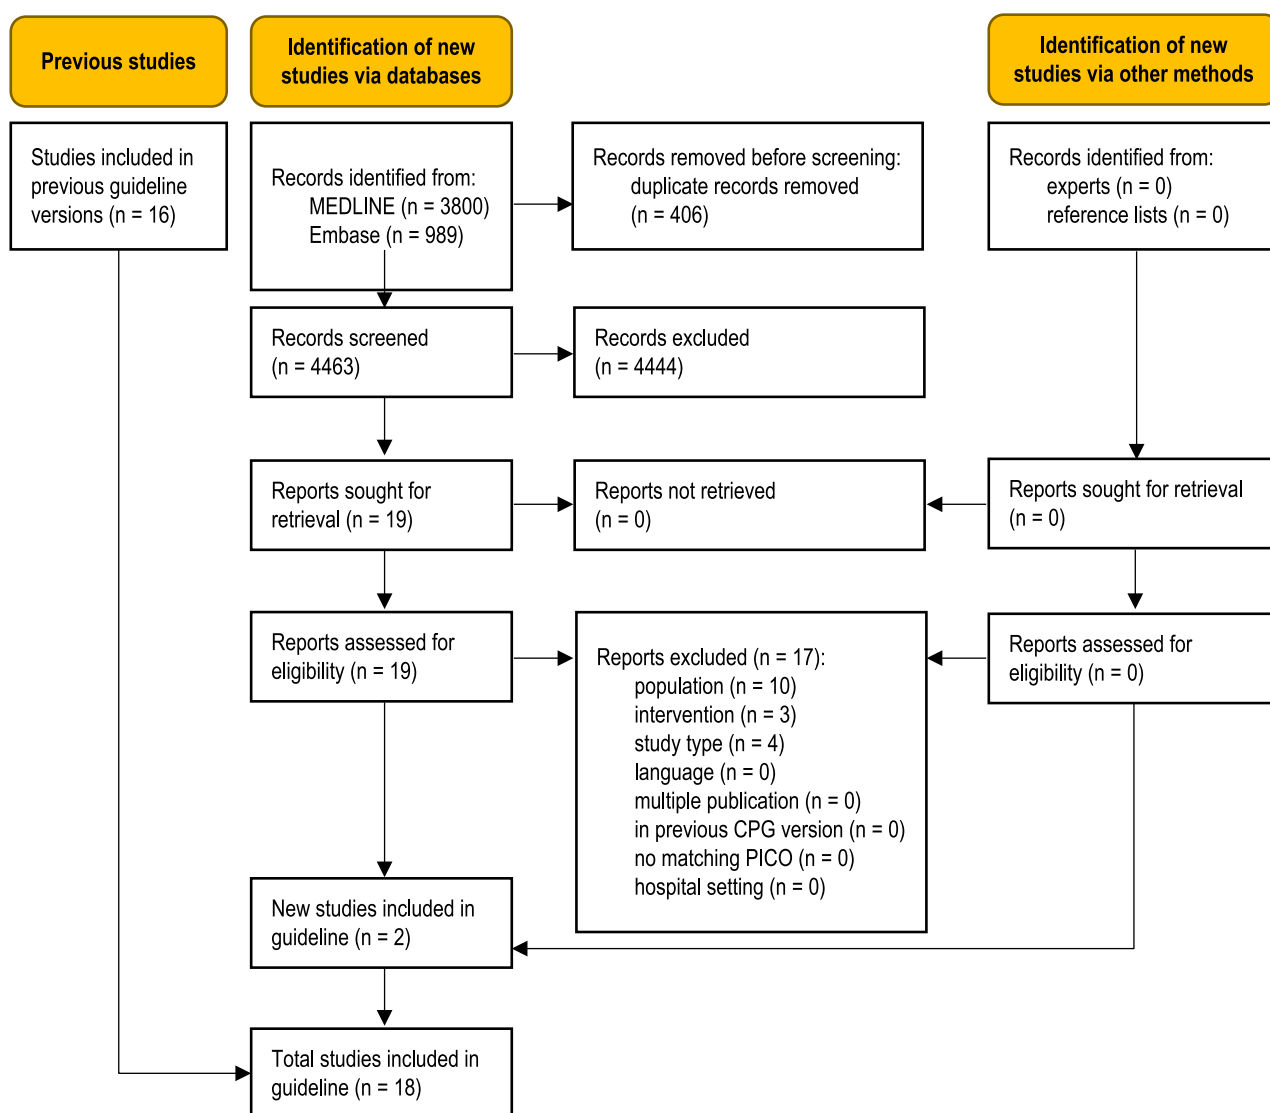 Previous studies
Identification of new
studies via databases
Identification of new
studies via other methods
Studies included in
previous guideline
versions (n = 16)
Records identified from:
MEDLINE (n = 3800)
Embase (n = 989)
Records removed before screening:
duplicate records removed
(n = 406)
Records identified from:
experts (n = 0)
reference lists (n = 0)
Records screened
(n = 4463)
Records excluded
(n = 4444)
Reports sought for
retrieval (n = 19)
Reports not retrieved
(n = 0)
Reports sought for retrieval
(n = 0)
Reports assessed for
eligibility (n = 19)
Reports excluded (n = 17):
population (n = 10)
intervention (n = 3)
study type (n = 4)
language (n = 0)
multiple publication (n = 0)
in previous CPG version (n = 0)
no matching PICO (n = 0)
hospital setting (n = 0)
Reports assessed for
eligibility (n = 0)
New studies included in
guideline (n = 2)
Total studies included in
guideline (n = 18)